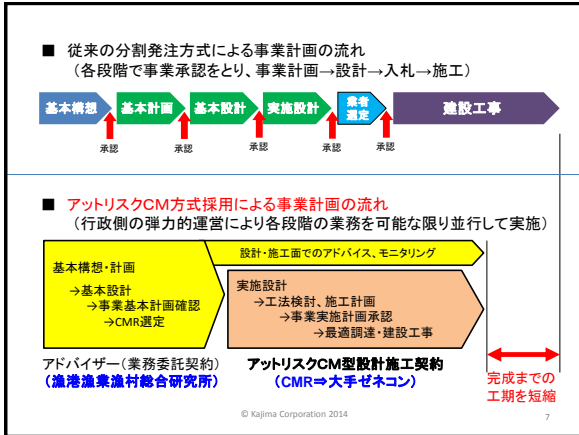 ■ 従来の分割発注方式による事業計画の流れ
（各段階で事業承認をとり、事業計画→設計→入札→施工）
基本構想
基本計画
基本設計
実施設計
業者
選定
建設工事
承認
承認
承認
承認
承認
■ アットリスクCM方式採用による事業計画の流れ
（行政側の弾力的運営により各段階の業務を可能な限り並行して実施）
設計・施工面でのアドバイス、モニタリング
基本構想・計画
→基本設計
→事業基本計画確認
→CMR選定
実施設計
→工法検討、施工計画
→事業実施計画承認
→最適調達・建設工事
アドバイザー（業務委託契約）
（漁港漁業漁村総合研究所）
アットリスクCM型設計施工契約
（CMR⇒大手ゼネコン）
完成までの
工期を短縮
© Kajima Corporation 2014
7